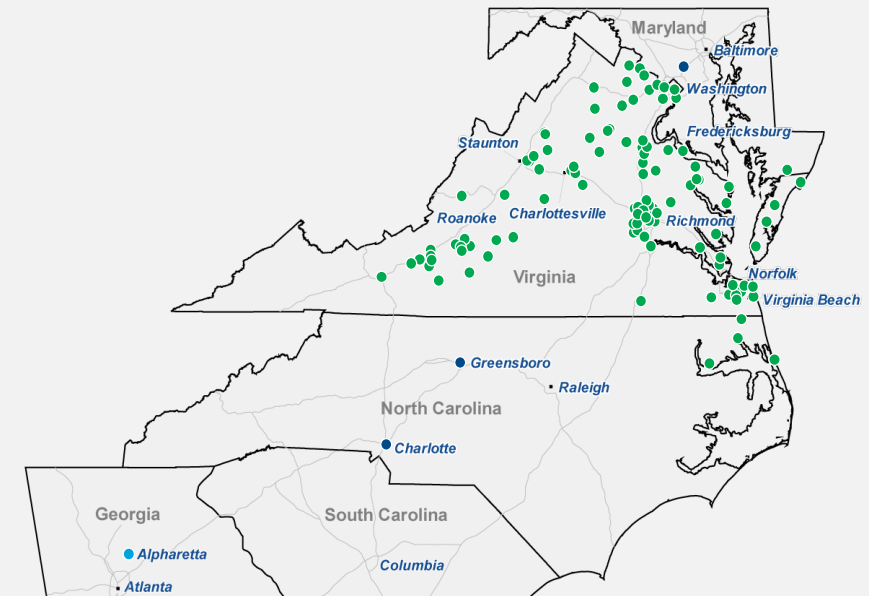 Maryland
Baltimore
Washington
Fredericksburg
Staunton
Charlottesville
Roanoke
Richmond
Virginia
Norfolk
Virginia Beach
Greensboro
Raleigh
North Carolina
Charlotte
Georgia
South Carolina
Alpharetta
Columbia
Atlanta